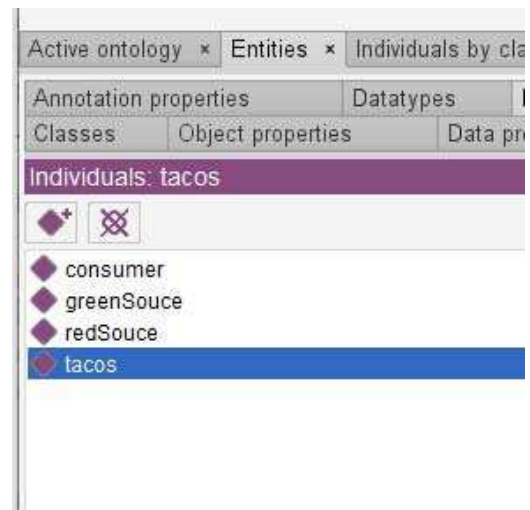 Active ontology × Entities × Individuals by cla
Annotation properties Datatypes
Classes Object properties Data pro
Individuals: tacos
consumer
greenSouce
redSouce
tacos